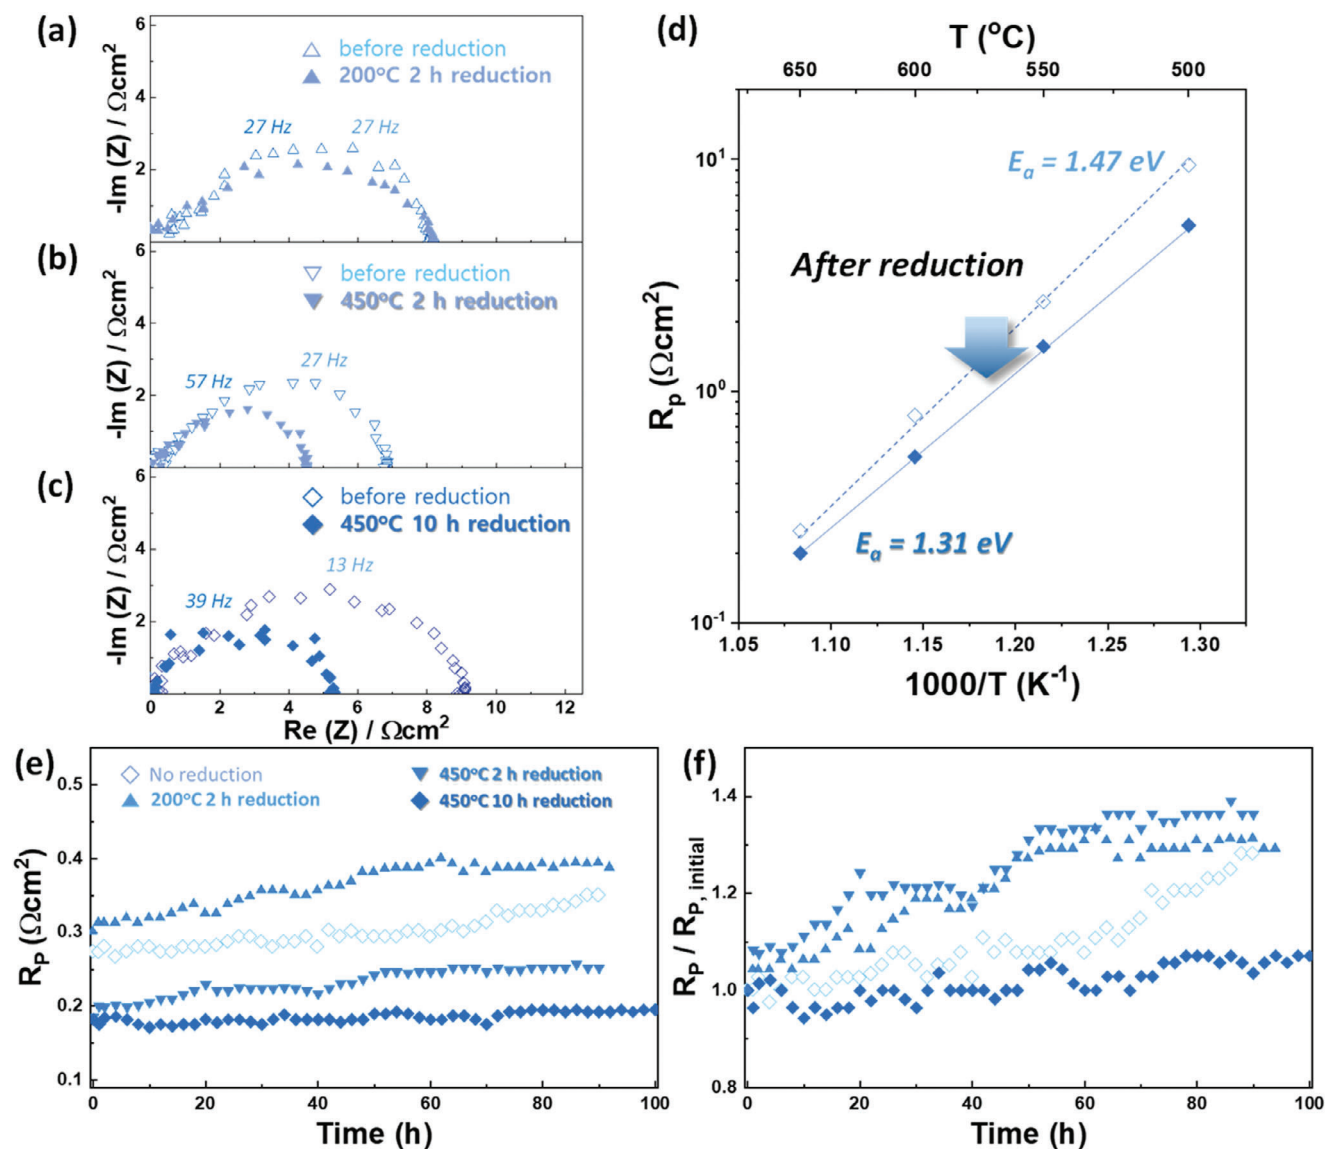 (a)
before reduction
200°C 2 h reduction
27 Hz
27 Hz
-Im (Z) / Ωcm²
6
4
2
(b)
before reduction
450°C 2 h reduction
57 Hz
27 Hz
-Im (Z) / Ωcm²
6
4
2
0
(c)
before reduction
450°C 10 h reduction
39 Hz
13 Hz
-Im (Z) / Ωcm²
6
4
2
0 2 4 6 8 10 12
Re (Z) / Ωcm²
(d)
T (°C)
650 600 550 500
Eₐ = 1.47 eV
After reduction
Eₐ = 1.31 eV
Rₚ (Ωcm²)
10¹
10⁰
10⁻¹
1.05 1.10 1.15 1.20 1.25 1.30
1000/T (K⁻¹)
(e)
No reduction
200°C 2 h reduction
450°C 2 h reduction
450°C 10 h reduction
R_P (Ωcm²)
0.5
0.4
0.3
0.2
0.1
0 20 40 60 80 100
Time (h)
(f)
R_P / R_P, initial
1.4
1.2
1.0
0.8
0 20 40 60 80 100
Time (h)